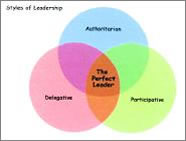 Styles of Leadership
Authoritarian
The
Perfect
Leader
Delegative
Participative